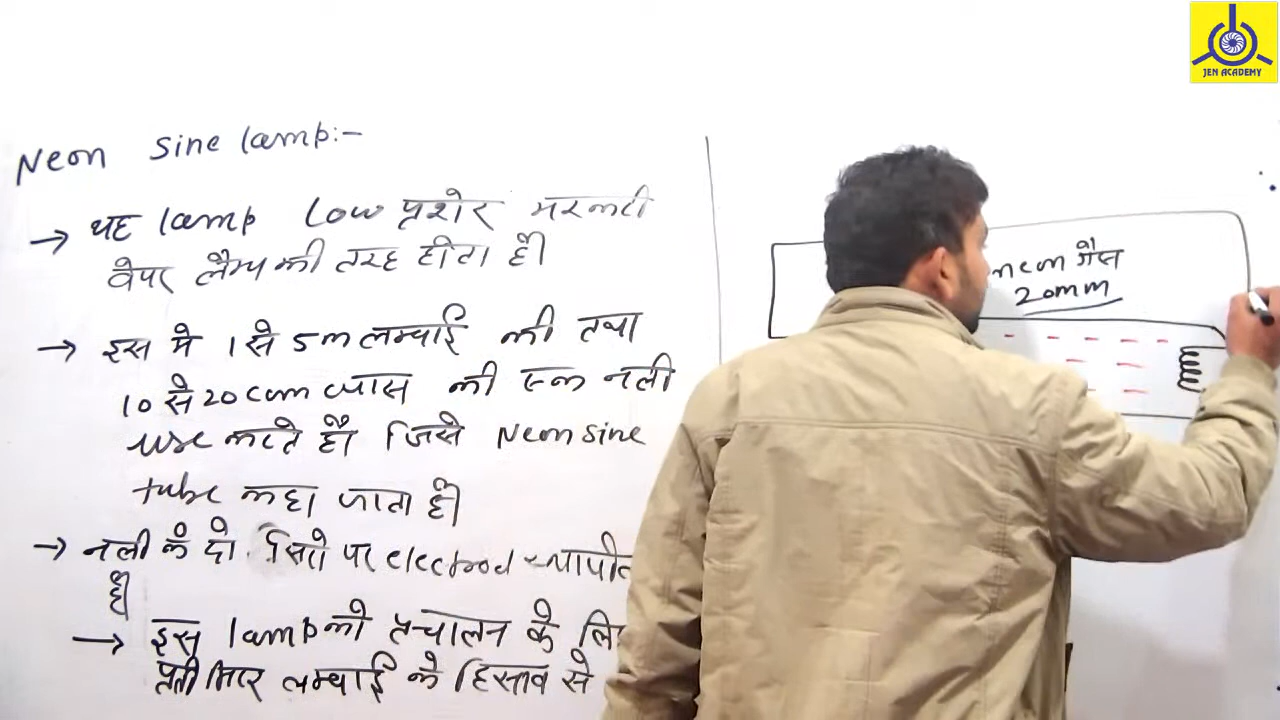 JEN ACADEMY
Neon sine lamp:-
→ यह lamp Low प्रशेर मरकरी
वेपर लैम्प की तरह होता है।
→ इस मे 1 से 5m लम्बाई की तथा
10 से 20 cm व्यास की एक नली
use करते है। जिसे Neon sine
tube कहा जाता है।
→ नली के दो सिरो पर electrod स्थापीत
है।
→ इस lamp को संचालन के लि
प्रती मिटर लम्बाई के हिसाव से
neon गैस
20mm